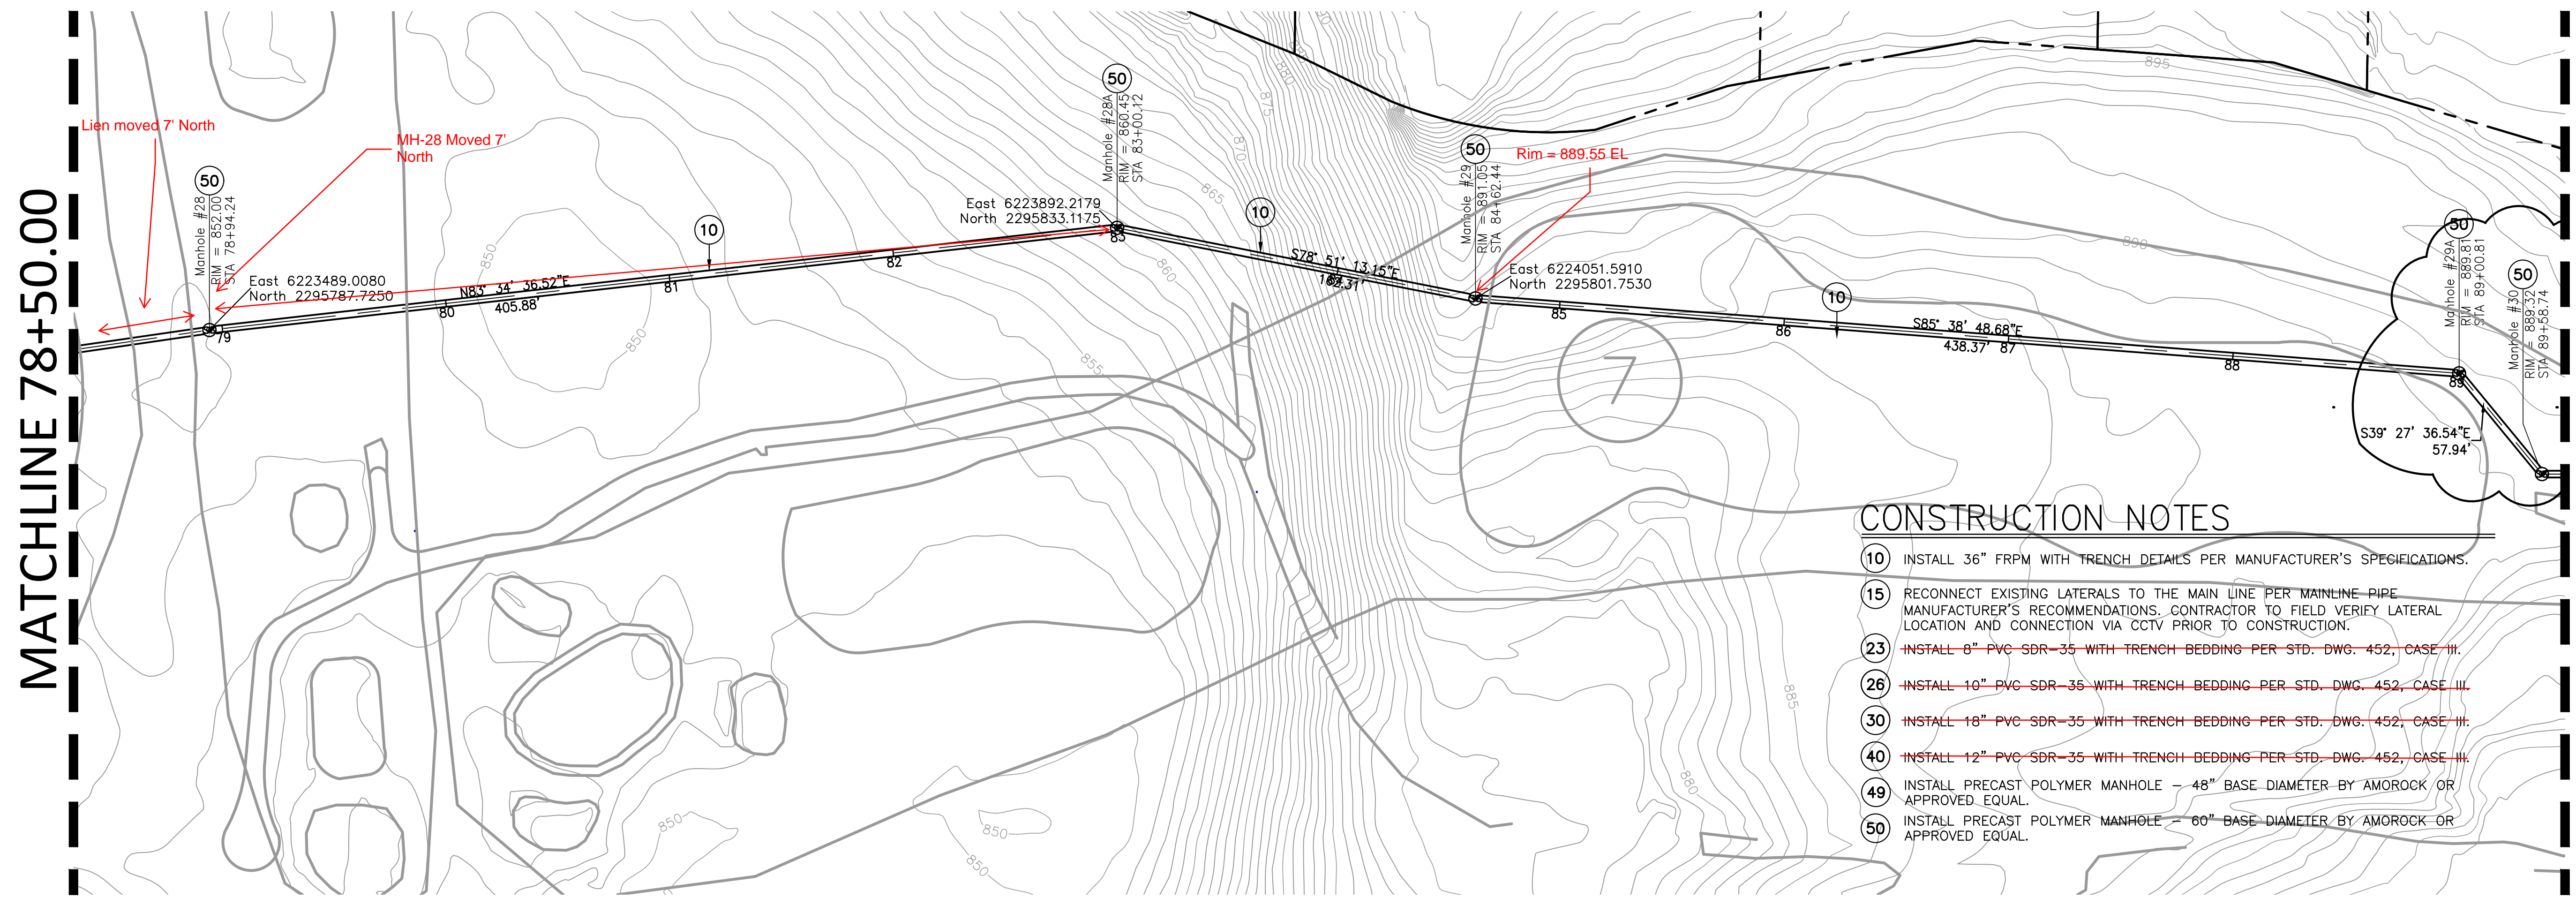 MATCHLINE 78+50.00
Lien moved 7' North
MH-28 Moved 7'
North
50
Manhole #28
RIM = 852.00
STA 78+94.24
East 6223489.0080
North 2295787.7250
79
80
N83° 34' 36.52"E
405.88'
81
10
82
East 6223892.2179
North 2295833.1175
50
Manhole #28A
RIM = 860.45
STA 83+00.12
83
10
S78° 51' 13.15"E
162.31'
50
Manhole #29
RIM = 891.05
STA 84+62.44
Rim = 889.55 EL
East 6224051.5910
North 2295801.7530
85
86
10
S85° 38' 48.68"E
438.37'
87
88
50
Manhole #29A
RIM = 889.81
STA 89+00.81
89
50
Manhole #30
RIM = 889.32
STA 89+58.74
S39° 27' 36.54"E
57.94'
7
850
850
850
850
850
855
860
865
870
875
880
880
885
890
895
CONSTRUCTION NOTES
10 INSTALL 36" FRPM WITH TRENCH DETAILS PER MANUFACTURER'S SPECIFICATIONS.
15 RECONNECT EXISTING LATERALS TO THE MAIN LINE PER MAINLINE PIPE
MANUFACTURER'S RECOMMENDATIONS. CONTRACTOR TO FIELD VERIFY LATERAL
LOCATION AND CONNECTION VIA CCTV PRIOR TO CONSTRUCTION.
23 INSTALL 8" PVC SDR-35 WITH TRENCH BEDDING PER STD. DWG. 452, CASE III.
26 INSTALL 10" PVC SDR-35 WITH TRENCH BEDDING PER STD. DWG. 452, CASE III.
30 INSTALL 18" PVC SDR-35 WITH TRENCH BEDDING PER STD. DWG. 452, CASE III.
40 INSTALL 12" PVC SDR-35 WITH TRENCH BEDDING PER STD. DWG. 452, CASE III.
49 INSTALL PRECAST POLYMER MANHOLE - 48" BASE DIAMETER BY AMOROCK OR
APPROVED EQUAL.
50 INSTALL PRECAST POLYMER MANHOLE - 60" BASE DIAMETER BY AMOROCK OR
APPROVED EQUAL.